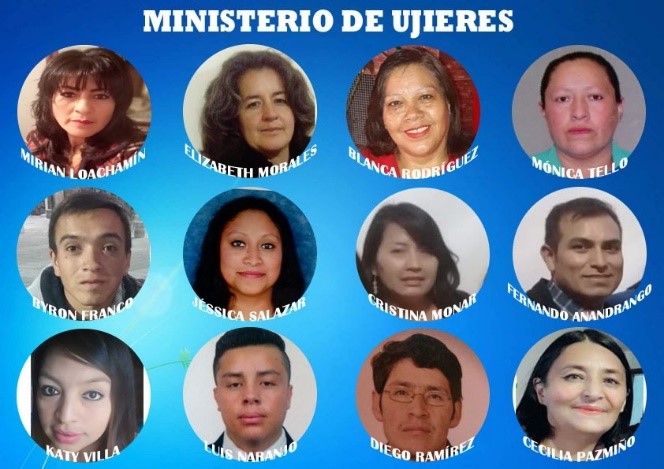 MINISTERIO DE UJIERES
MIRIAN LOACHAMÍN
ELIZABETH MORALES
BLANCA RODRÍGUEZ
MÓNICA TELLO
BYRON FRANCO
JÉSSICA SALAZAR
CRISTINA MONAR
FERNANDO ANANDRANGO
KATY VILLA
LUIS NARANJO
DIEGO RAMÍREZ
CECILIA PAZMIÑO